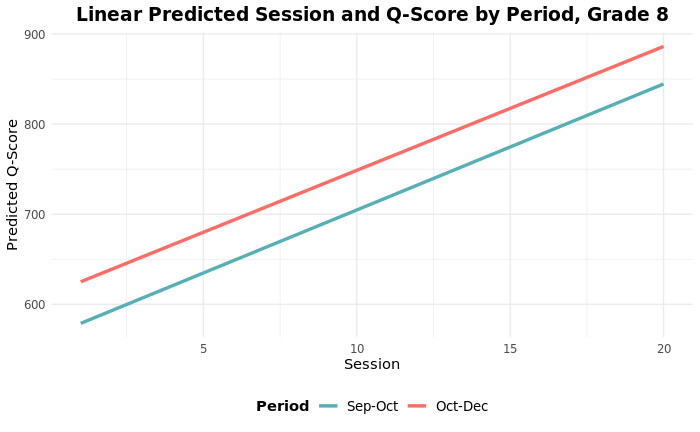 Linear Predicted Session and Q-Score by Period, Grade 8
Predicted Q-Score
900
800
700
600
5 10 15 20
Session
Period Sep-Oct Oct-Dec